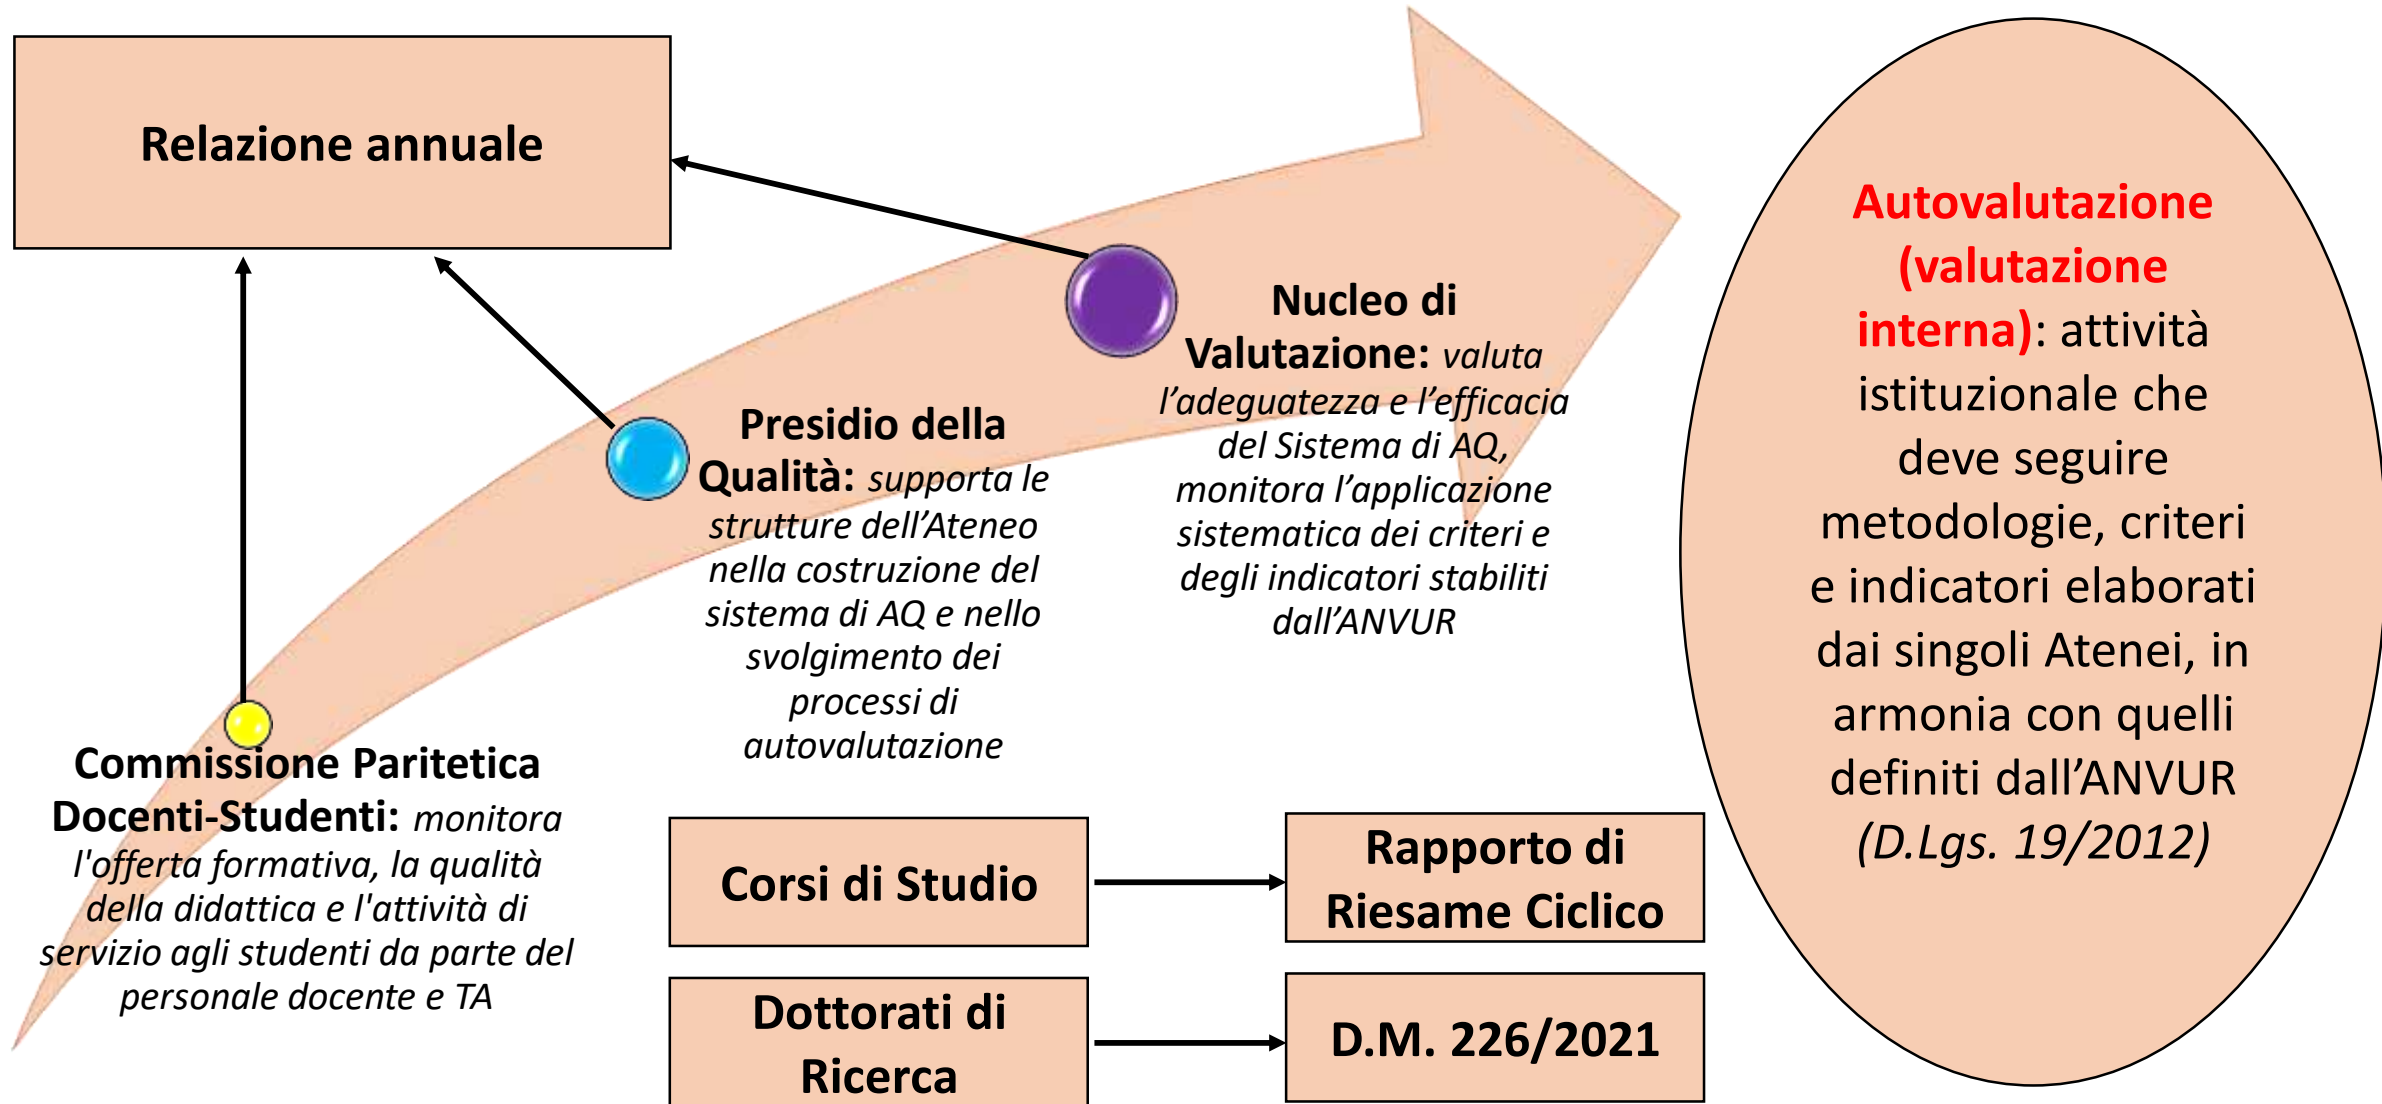 Relazione annuale
Commissione Paritetica
Docenti-Studenti: monitora
l'offerta formativa, la qualità
della didattica e l'attività di
servizio agli studenti da parte del
personale docente e TA
Presidio della
Qualità: supporta le
strutture dell’Ateneo
nella costruzione del
sistema di AQ e nello
svolgimento dei
processi di
autovalutazione
Nucleo di
Valutazione: valuta
l’adeguatezza e l’efficacia
del Sistema di AQ,
monitora l’applicazione
sistematica dei criteri e
degli indicatori stabiliti
dall’ANVUR
Corsi di Studio
Rapporto di
Riesame Ciclico
Dottorati di
Ricerca
D.M. 226/2021
Autovalutazione
(valutazione
interna): attività
istituzionale che
deve seguire
metodologie, criteri
e indicatori elaborati
dai singoli Atenei, in
armonia con quelli
definiti dall’ANVUR
(D.Lgs. 19/2012)